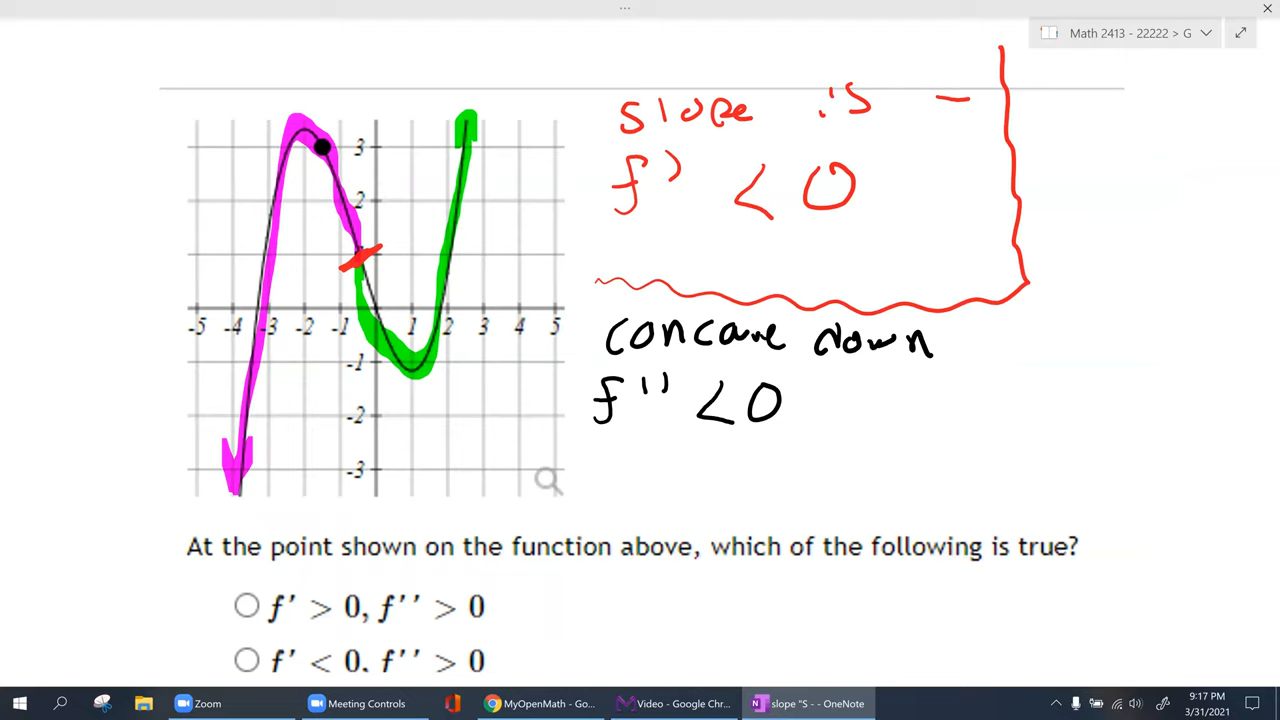 Math 2413 - 22222 > G
slope is -
f' < 0
3
2
-5 -4 -3 -2 -1 1 2 3 4 5
-1
-2
-3
concave down
f'' < 0
At the point shown on the function above, which of the following is true?
f' > 0, f'' > 0
f' < 0, f'' > 0
Zoom
Meeting Controls
MyOpenMath - Go...
Video - Google Chr...
slope "S - - OneNote
9:17 PM
3/31/2021